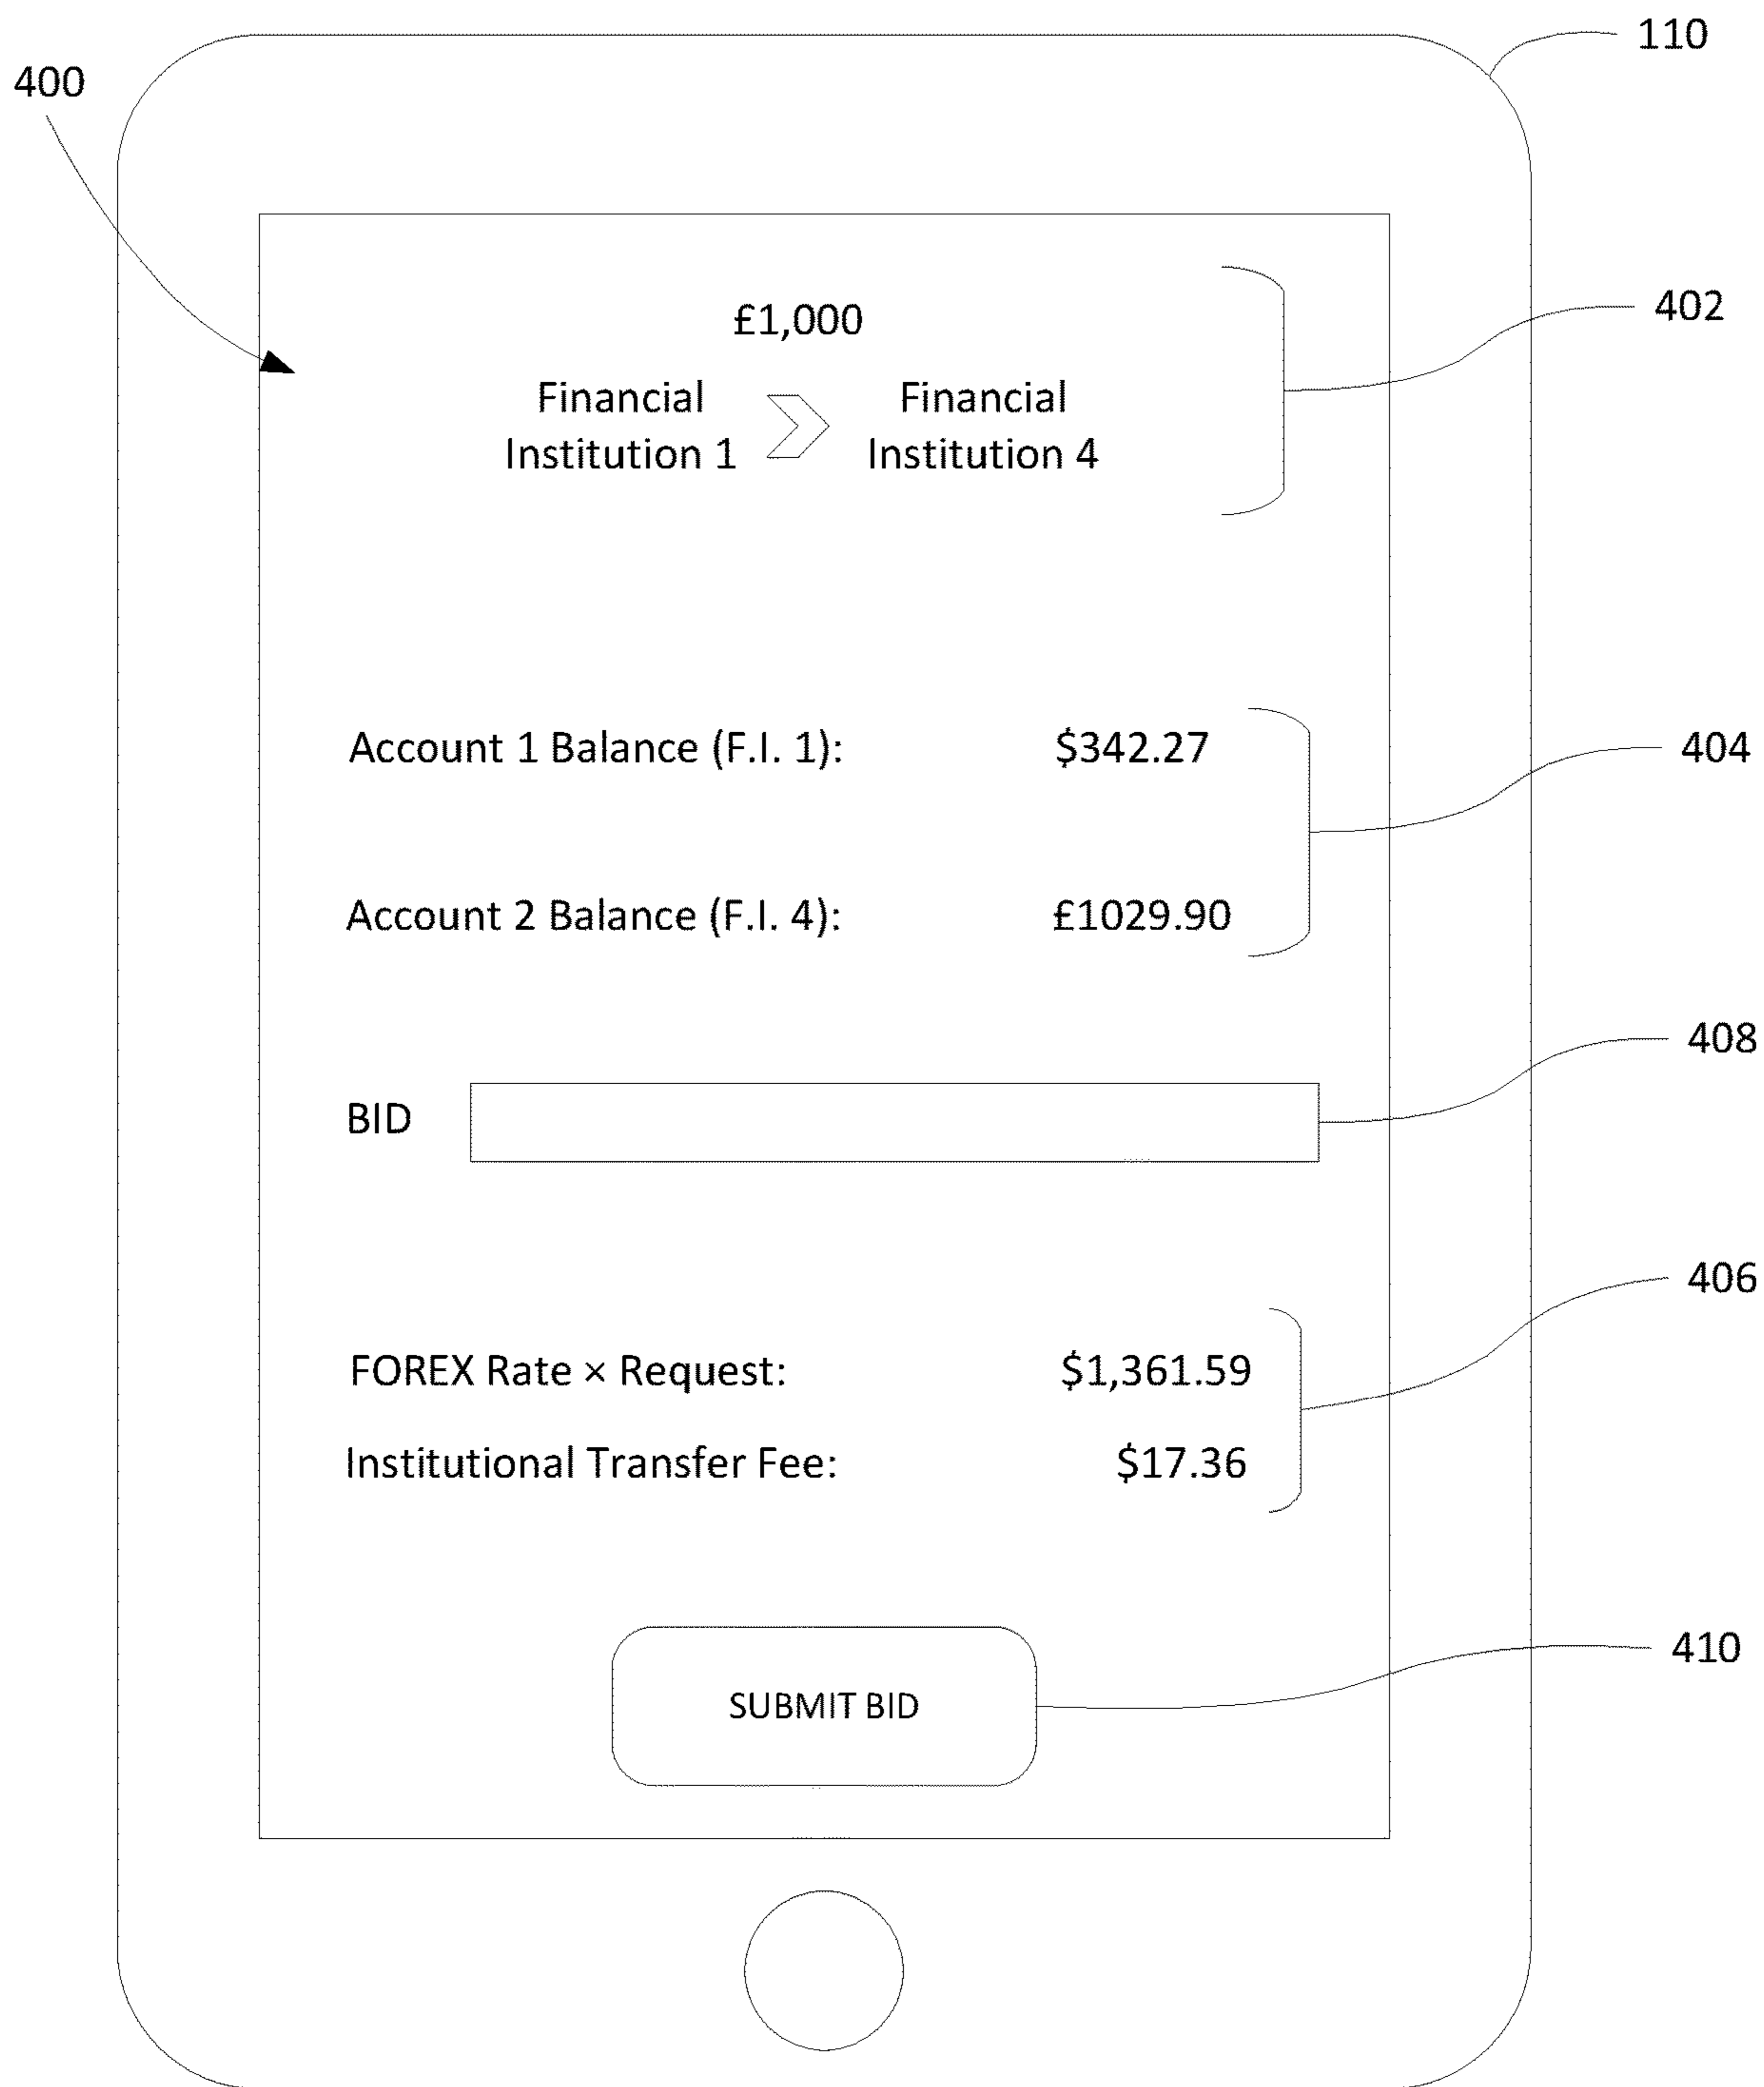 110
400
£1,000
402
Financial Institution 1
Financial Institution 4
Account 1 Balance (F.I. 1): $342.27
404
Account 2 Balance (F.I. 4): £1029.90
408
BID
406
FOREX Rate × Request: $1,361.59
Institutional Transfer Fee: $17.36
410
SUBMIT BID